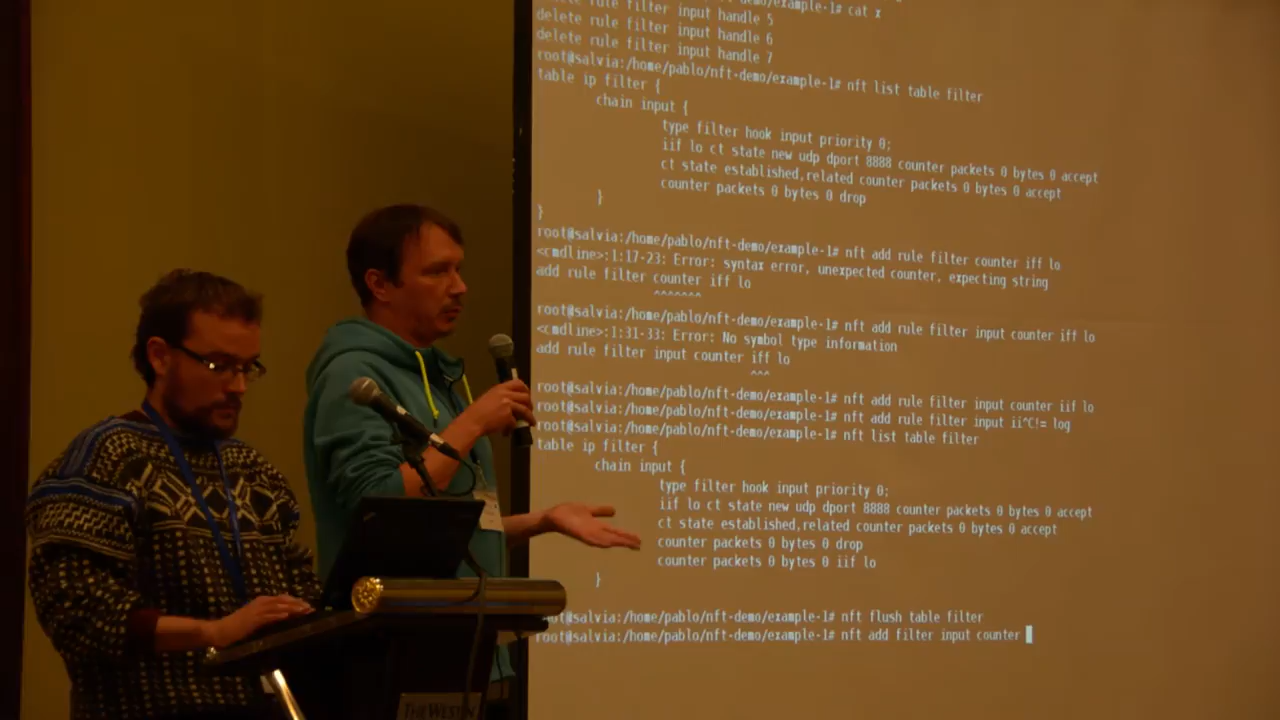 /example-1# cat x
delete rule filter input handle 5
delete rule filter input handle 6
delete rule filter input handle 7
root@salvia:/home/pablo/nft-demo/example-1# nft list table filter
table ip filter {
chain input {
type filter hook input priority 0;
iif lo ct state new udp dport 8888 counter packets 0 bytes 0 accept
ct state established,related counter packets 0 bytes 0 accept
counter packets 0 bytes 0 drop
}
}
root@salvia:/home/pablo/nft-demo/example-1# nft add rule filter counter iff lo
<cmdline>:1:17-23: Error: syntax error, unexpected counter, expecting string
add rule filter counter iff lo
^^^^^^^
root@salvia:/home/pablo/nft-demo/example-1# nft add rule filter input counter iff lo
<cmdline>:1:31-33: Error: No symbol type information
add rule filter input counter iff lo
^^^
root@salvia:/home/pablo/nft-demo/example-1# nft add rule filter input counter iif lo
root@salvia:/home/pablo/nft-demo/example-1# nft add rule filter input ii^C!= log
root@salvia:/home/pablo/nft-demo/example-1# nft list table filter
table ip filter {
chain input {
type filter hook input priority 0;
iif lo ct state new udp dport 8888 counter packets 0 bytes 0 accept
ct state established,related counter packets 0 bytes 0 accept
counter packets 0 bytes 0 drop
counter packets 0 bytes 0 iif lo
}
root@salvia:/home/pablo/nft-demo/example-1# nft flush table filter
root@salvia:/home/pablo/nft-demo/example-1# nft add filter input counter
THE WESTIN